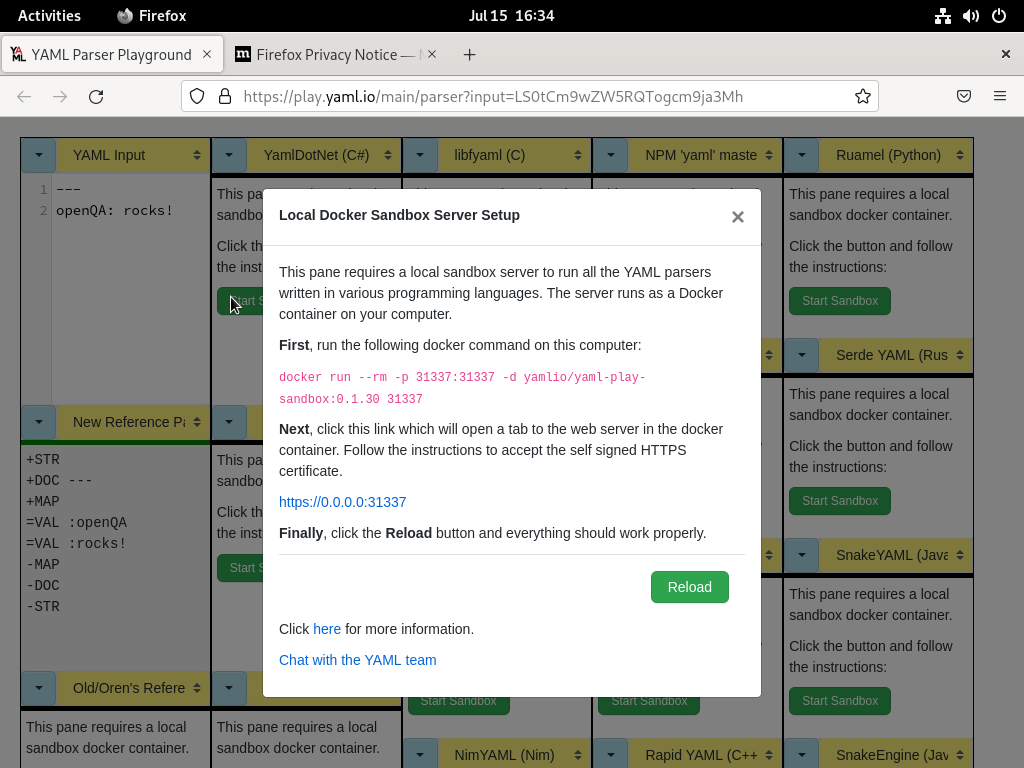 Activities Firefox Jul 15 16:34
YAML Parser Playground Firefox Privacy Notice —
https://play.yaml.io/main/parser?input=LS0tCm9wZW5RQTogcm9ja3Mh
YAML Input YamlDotNet (C#) libfyaml (C) NPM 'yaml' maste Ruamel (Python)
1 ---
2 openQA: rocks!
This pa
sandbo
Click th
the inst
Start S
This pane requires a local
sandbox docker container.
Click the button and follow
the instructions:
Start Sandbox
Local Docker Sandbox Server Setup ×
This pane requires a local sandbox server to run all the YAML parsers
written in various programming languages. The server runs as a Docker
container on your computer.
First, run the following docker command on this computer:
docker run --rm -p 31337:31337 -d yamlio/yaml-play-
sandbox:0.1.30 31337
Next, click this link which will open a tab to the web server in the docker
container. Follow the instructions to accept the self signed HTTPS
certificate.
https://0.0.0.0:31337
Finally, click the Reload button and everything should work properly.
Reload
Click here for more information.
Chat with the YAML team
Serde YAML (Rus
This pane requires a local
sandbox docker container.
Click the button and follow
the instructions:
Start Sandbox
New Reference Pa
+STR
+DOC ---
+MAP
=VAL :openQA
=VAL :rocks!
-MAP
-DOC
-STR
This pa
sandbo
Click th
the inst
Start S
SnakeYAML (Java
This pane requires a local
sandbox docker container.
Click the button and follow
the instructions:
Start Sandbox Start Sandbox Start Sandbox
Old/Oren's Refere
This pane requires a local This pane requires a local
sandbox docker container. sandbox docker container.
NimYAML (Nim) Rapid YAML (C++ SnakeEngine (Jav